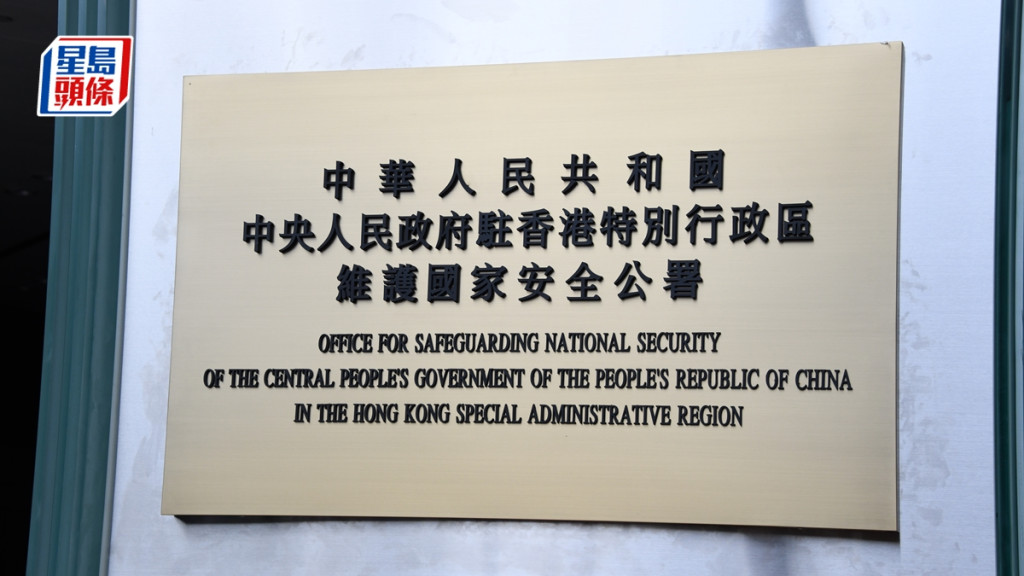 星島
頭條
中華人民共和國
中央人民政府駐香港特別行政區
維護國家安全公署
OFFICE FOR SAFEGUARDING NATIONAL SECURITY
OF THE CENTRAL PEOPLE'S GOVERNMENT OF THE PEOPLE'S REPUBLIC OF CHINA
IN THE HONG KONG SPECIAL ADMINISTRATIVE REGION